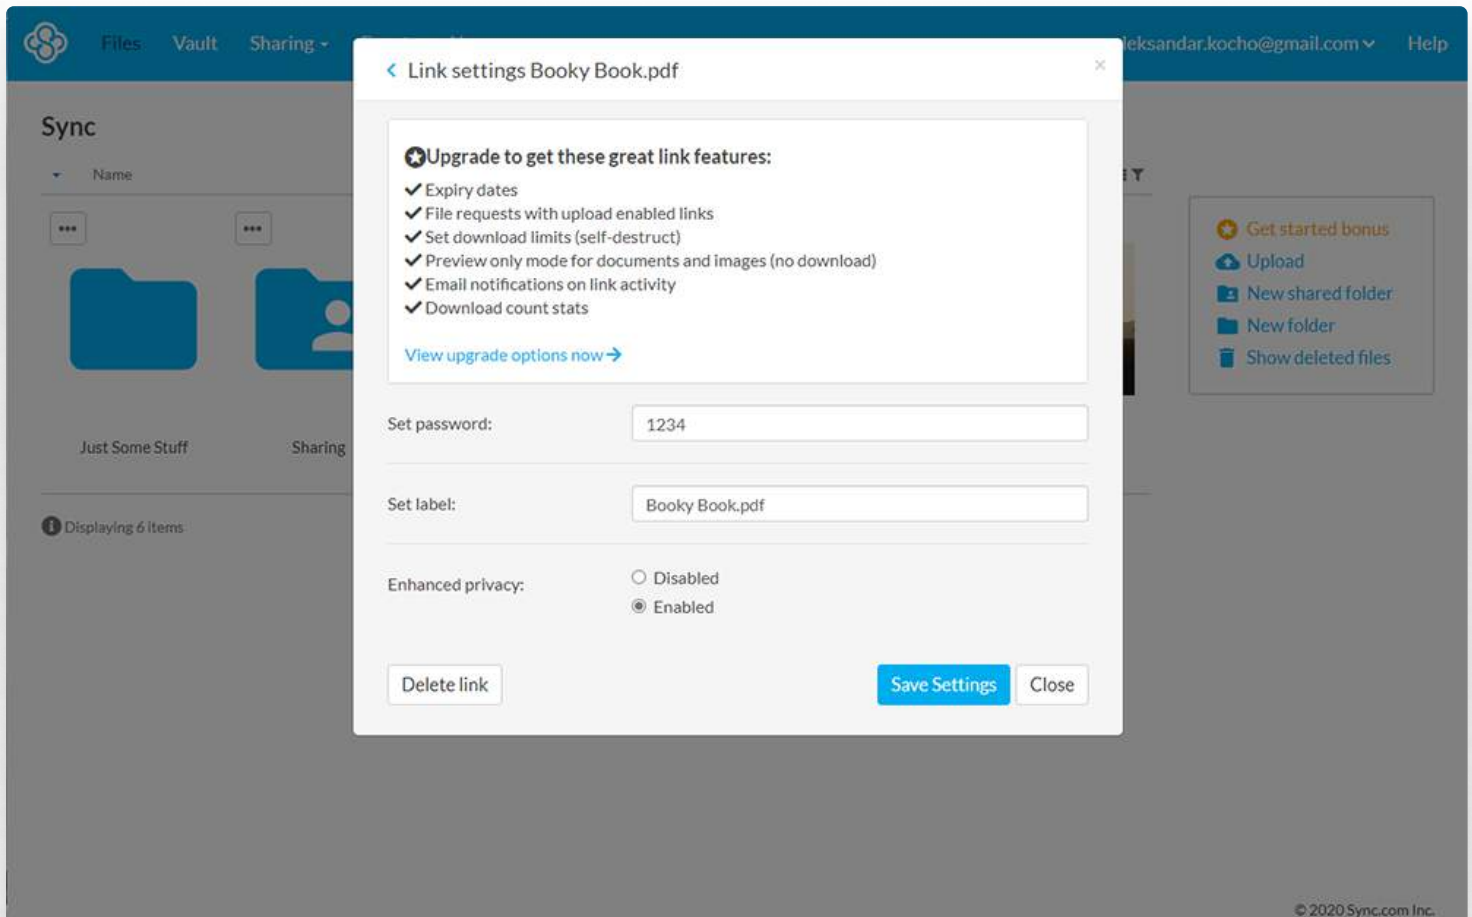 Files Vault Sharing
leksandar.kocho@gmail.com Help
Link settings Booky Book.pdf
×
Sync
Name
Upgrade to get these great link features:
Expiry dates
File requests with upload enabled links
Set download limits (self-destruct)
Preview only mode for documents and images (no download)
Email notifications on link activity
Download count stats
View upgrade options now
Get started bonus
Upload
New shared folder
New folder
Show deleted files
Set password:
1234
Just Some Stuff
Sharing
Set label:
Booky Book.pdf
Displaying 6 items
Enhanced privacy:
Disabled
Enabled
Delete link
Save Settings
Close
© 2020 Sync.com Inc.